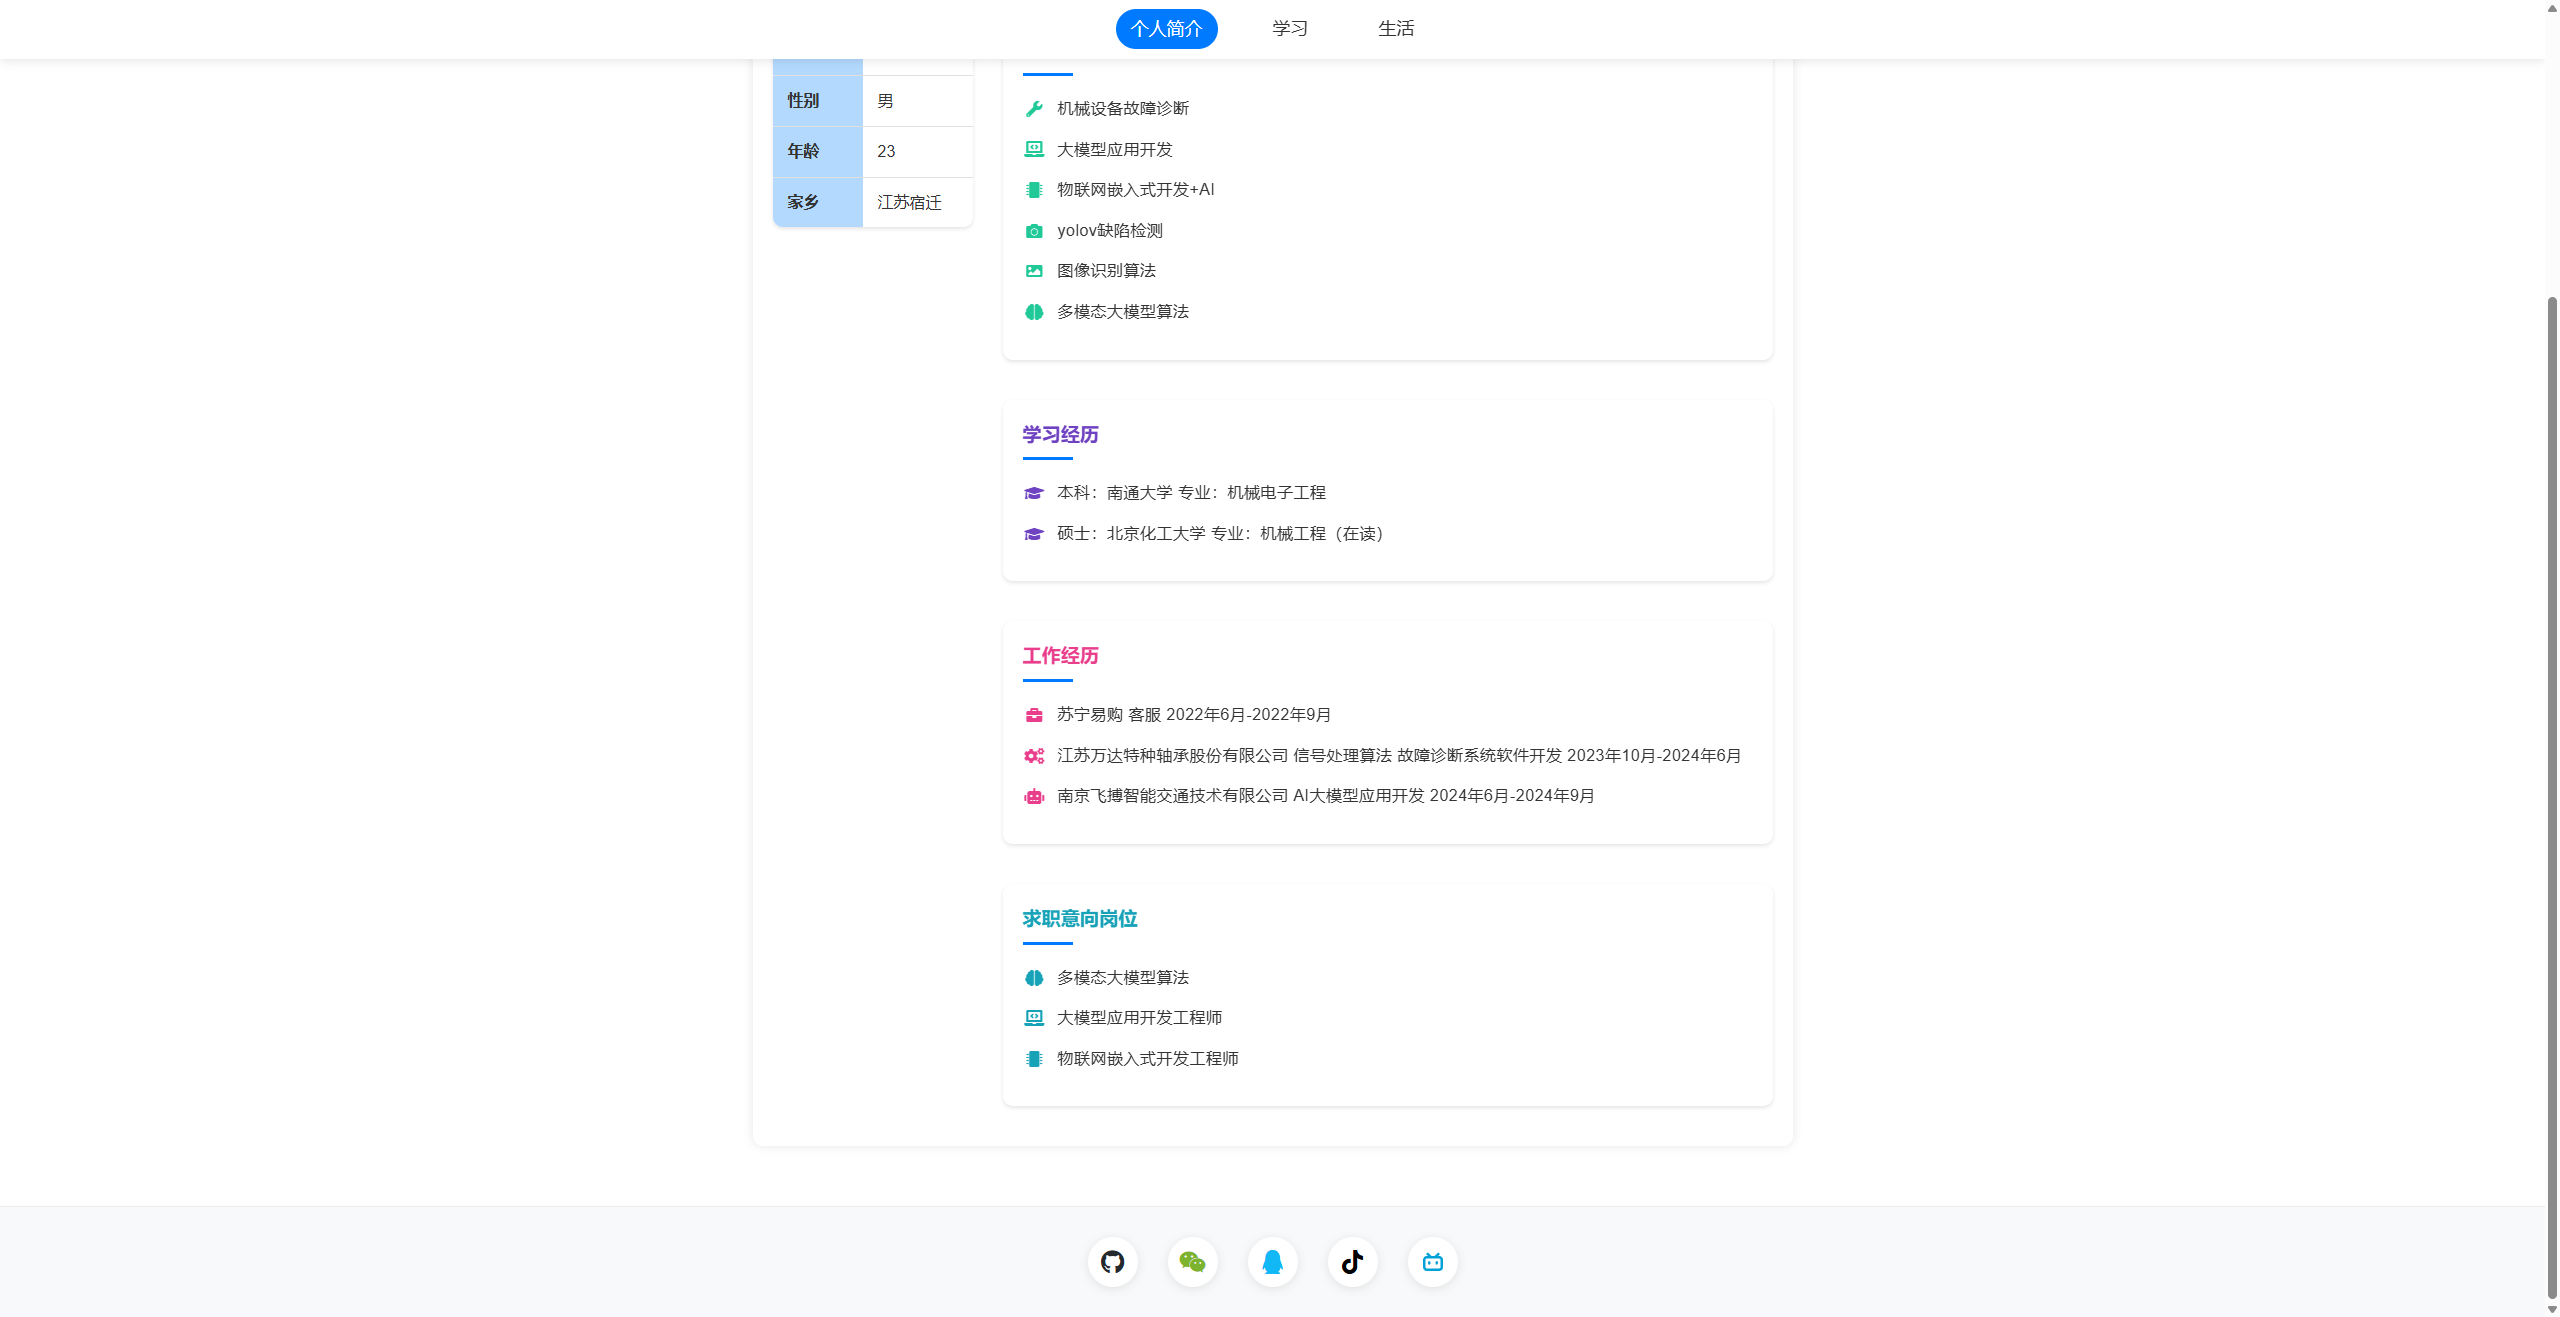 个人简介
学习
生活
性别 男
年龄 23
家乡 江苏宿迁
机械设备故障诊断
大模型应用开发
物联网嵌入式开发+AI
yolov缺陷检测
图像识别算法
多模态大模型算法
学习经历
本科：南通大学 专业：机械电子工程
硕士：北京化工大学 专业：机械工程（在读）
工作经历
苏宁易购 客服 2022年6月-2022年9月
江苏万达特种轴承股份有限公司 信号处理算法 故障诊断系统软件开发 2023年10月-2024年6月
南京飞搏智能交通技术有限公司 AI大模型应用开发 2024年6月-2024年9月
求职意向岗位
多模态大模型算法
大模型应用开发工程师
物联网嵌入式开发工程师